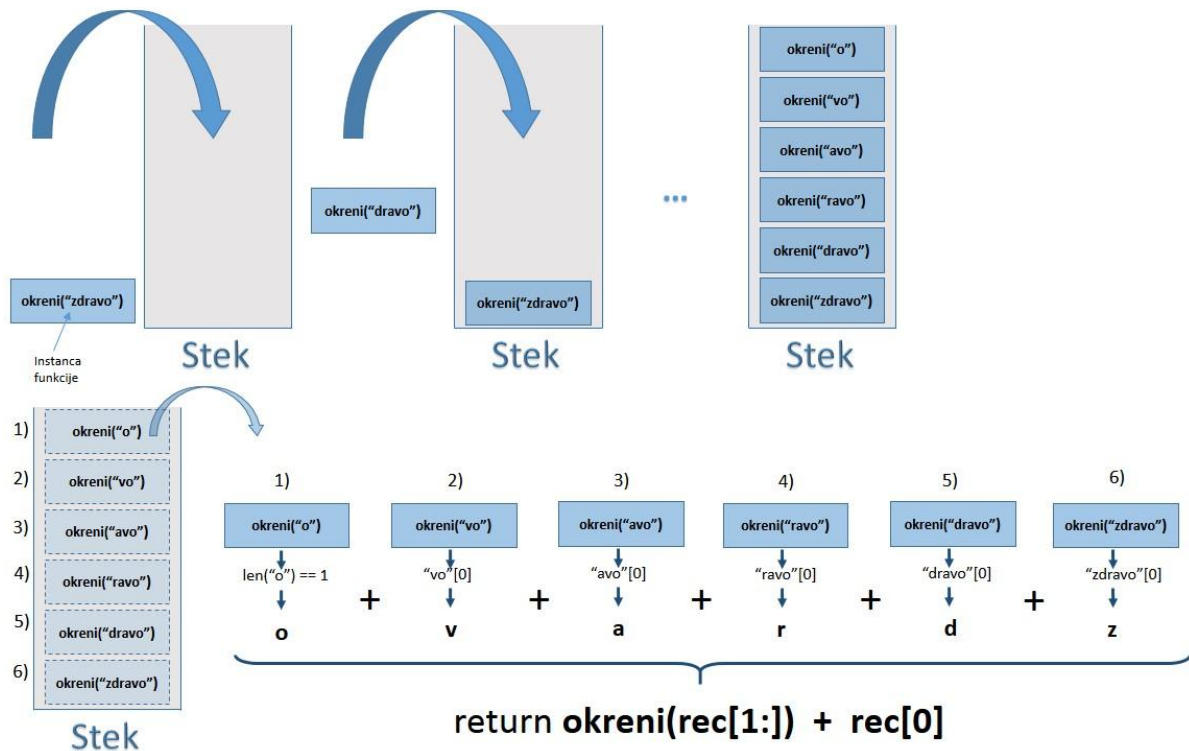 okreni(“zdravo”)
Instanca
funkcije
Stek
okreni(“dravo”)
okreni(“zdravo”)
Stek
...
okreni(“o”)
okreni(“vo”)
okreni(“avo”)
okreni(“ravo”)
okreni(“dravo”)
okreni(“zdravo”)
Stek
1) okreni(“o”)
2) okreni(“vo”)
3) okreni(“avo”)
4) okreni(“ravo”)
5) okreni(“dravo”)
6) okreni(“zdravo”)
Stek
1) 2) 3) 4) 5) 6)
okreni(“o”) okreni(“vo”) okreni(“avo”) okreni(“ravo”) okreni(“dravo”) okreni(“zdravo”)
len(“o”) == 1 “vo”[0] “avo”[0] “ravo”[0] “dravo”[0] “zdravo”[0]
o + v + a + r + d + z
return okreni(rec[1:]) + rec[0]